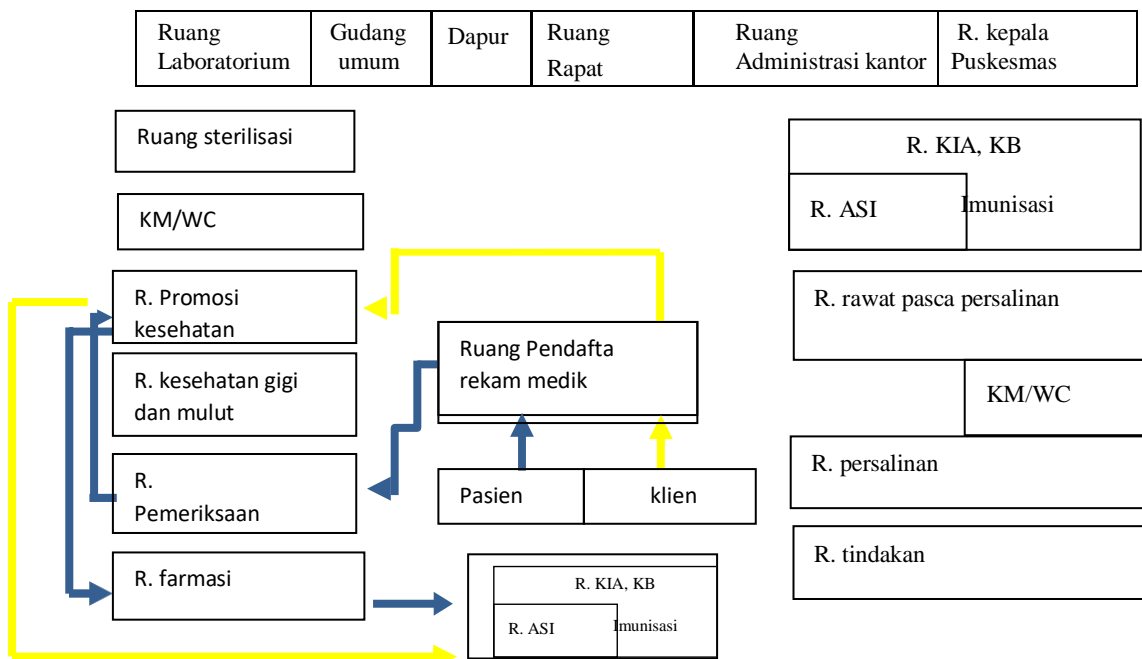 Ruang
Laboratorium
Gudang
umum
Dapur
Ruang
Rapat
Ruang
Administrasi kantor
R. kepala
Puskesmas
Ruang sterilisasi
R. KIA, KB
R. ASI
Imunisasi
KM/WC
R. Promosi
kesehatan
R. rawat pasca persalinan
Ruang Pendafta
rekam medik
R. kesehatan gigi
dan mulut
KM/WC
R. persalinan
R.
Pemeriksaan
Pasien
klien
R. tindakan
R. farmasi
R. KIA, KB
R. ASI
Imunisasi